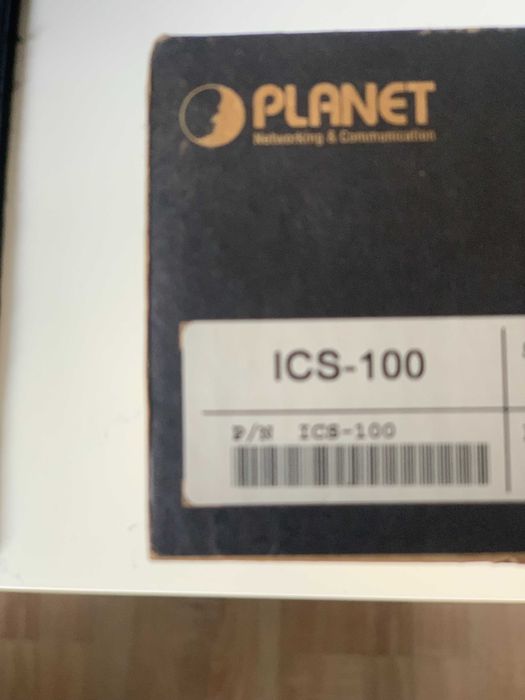 PLANET
Networking & Communication
ICS-100
P/N ICS-100